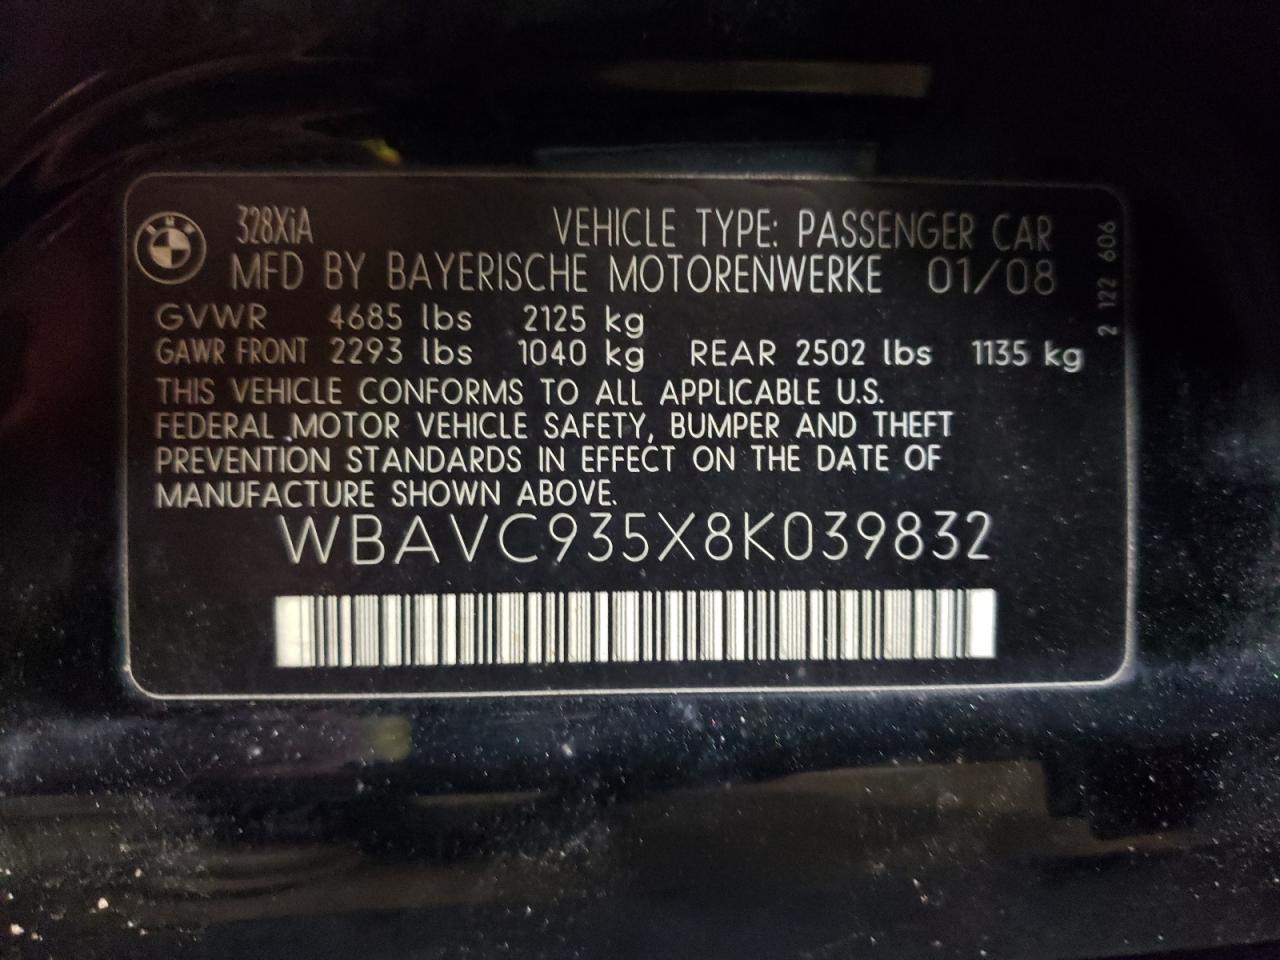 328XiA VEHICLE TYPE: PASSENGER CAR
MFD BY BAYERISCHE MOTORENWERKE 01/08
GVWR 4685 lbs 2125 kg
GAWR FRONT 2293 lbs 1040 kg REAR 2502 lbs 1135 kg
THIS VEHICLE CONFORMS TO ALL APPLICABLE U.S.
FEDERAL MOTOR VEHICLE SAFETY, BUMPER AND THEFT
PREVENTION STANDARDS IN EFFECT ON THE DATE OF
MANUFACTURE SHOWN ABOVE.
WBAVC935X8K039832
2 122 606